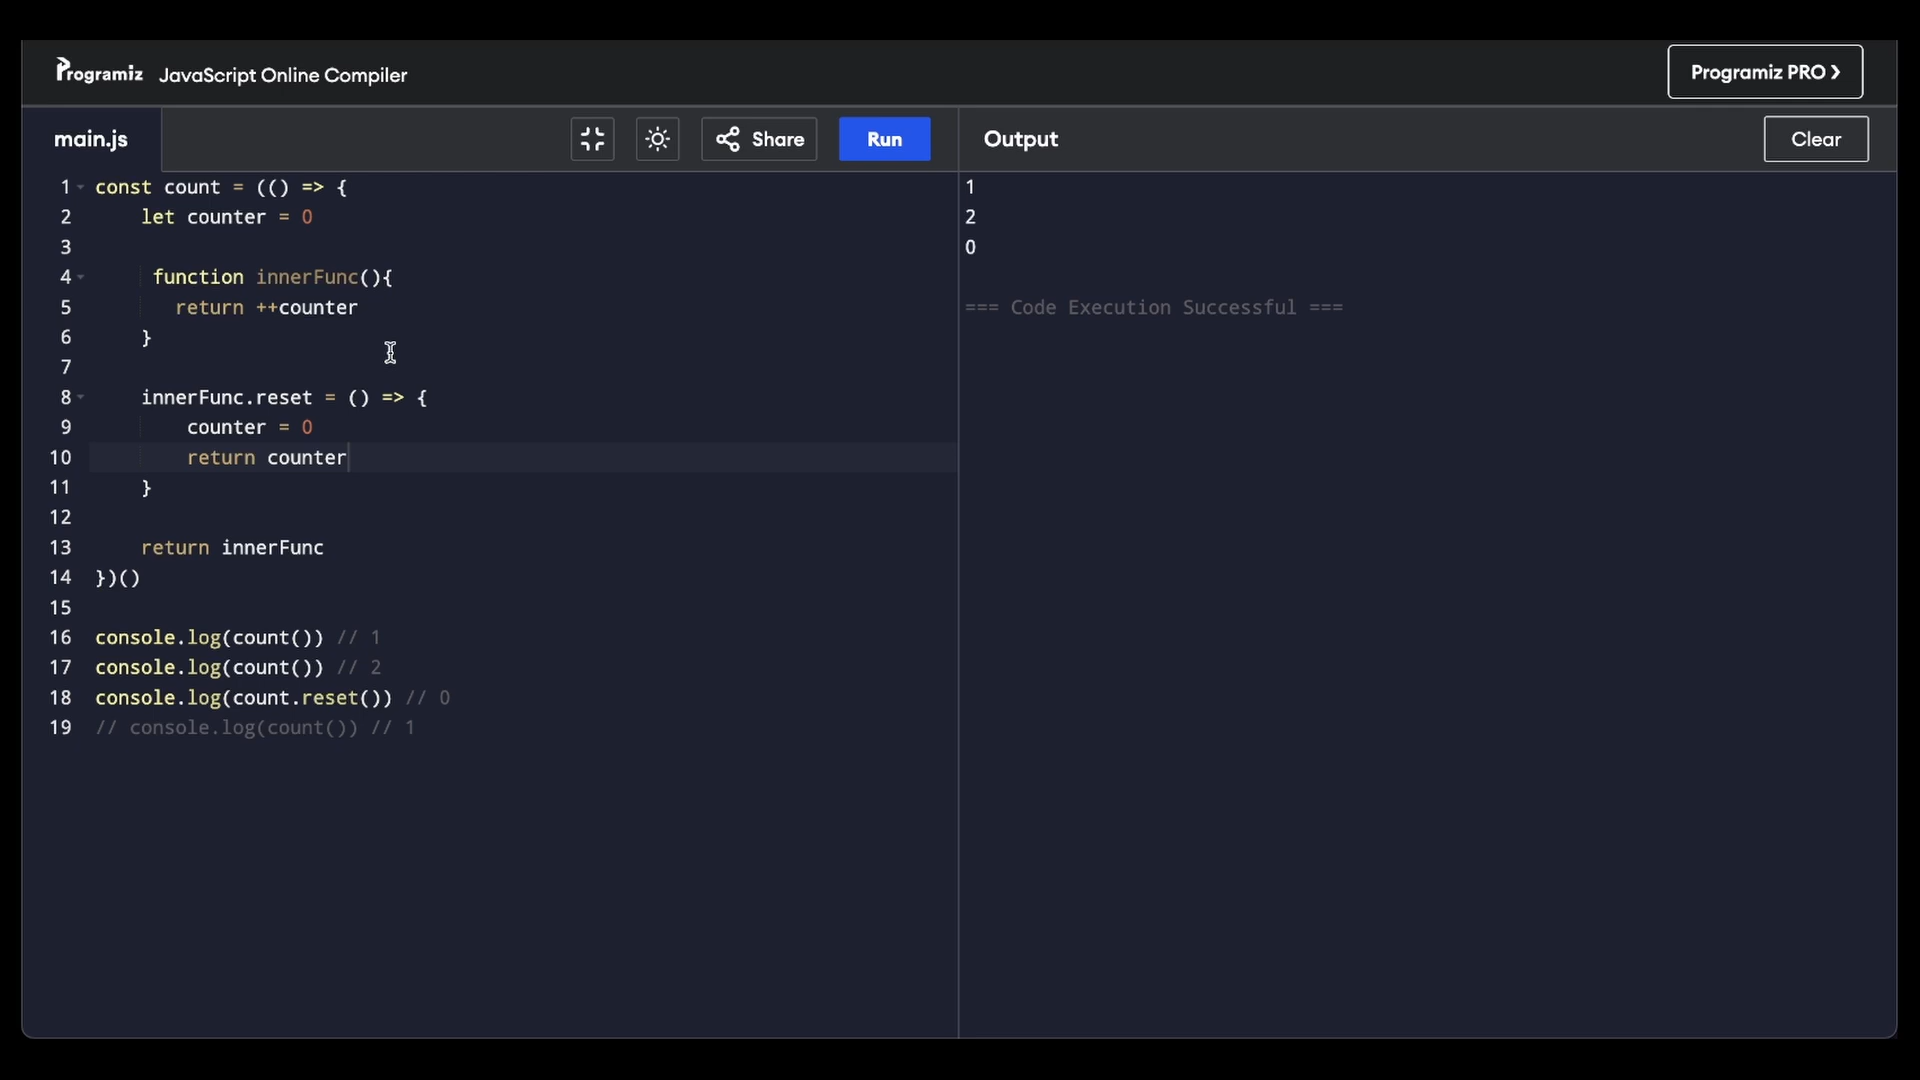 Programiz JavaScript Online Compiler
Programiz PRO ❯
main.js
Share
Run
Output
Clear
1 const count = (() => {
2     let counter = 0
3
4      function innerFunc(){
5        return ++counter
6     }
7
8     innerFunc.reset = () => {
9         counter = 0
10         return counter
11     }
12
13     return innerFunc
14 })()
15
16 console.log(count()) // 1
17 console.log(count()) // 2
18 console.log(count.reset()) // 0
19 // console.log(count()) // 1
1
2
0
=== Code Execution Successful ===